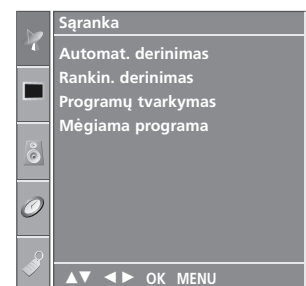 Sąranka
Automat. derinimas
Rankin. derinimas
Programų tvarkymas
Mėgiama programa
▲▼ ◄► OK MENU